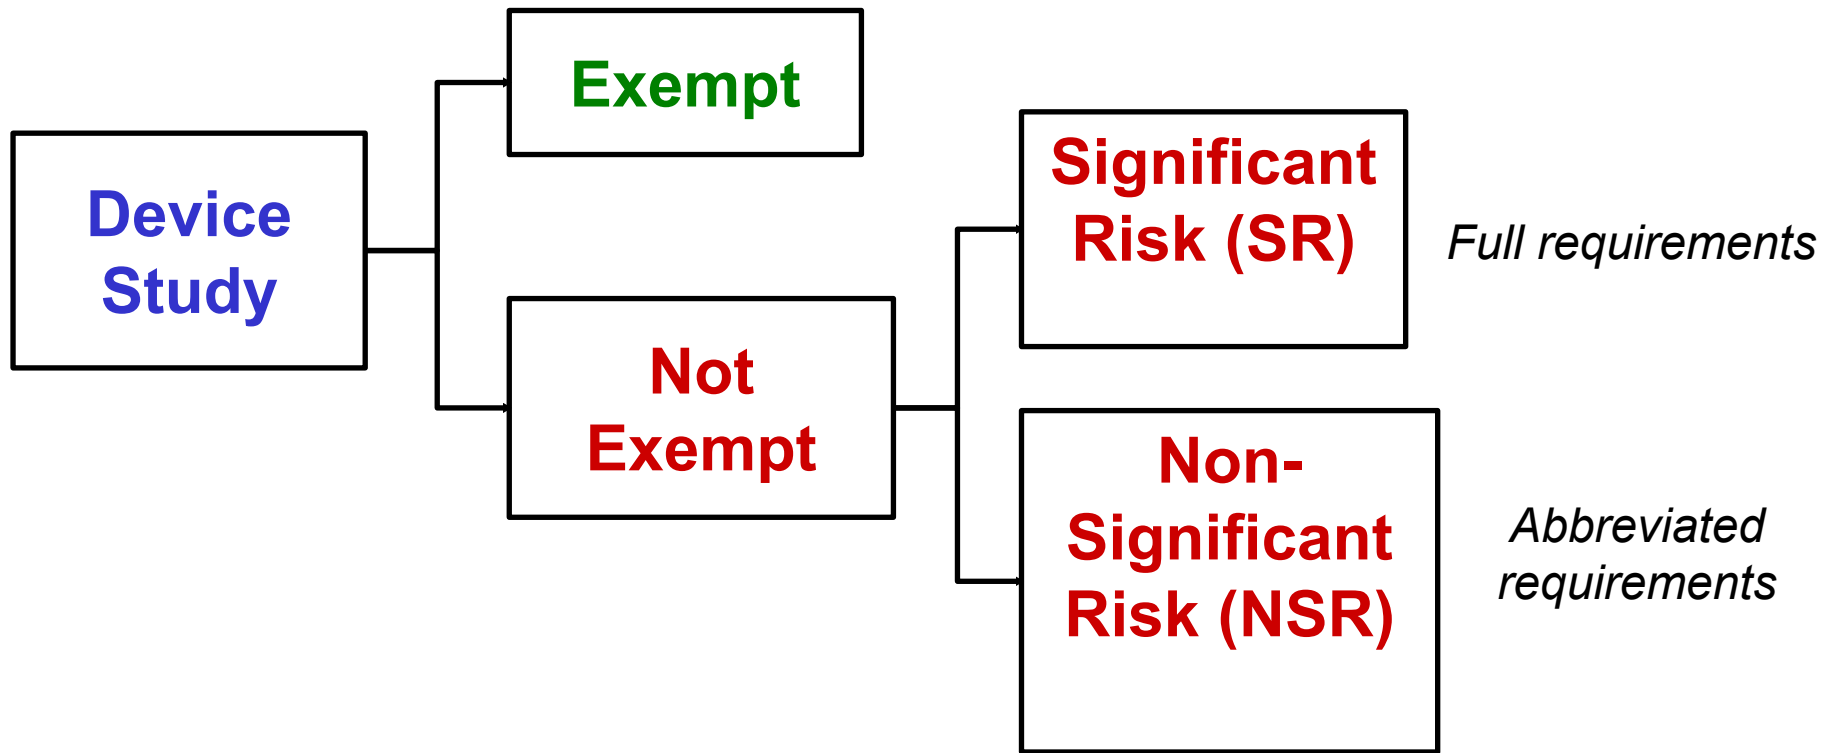 Exempt
Device
Study
Not
Exempt
Significant
Risk (SR)
Full requirements
Non-
Significant
Risk (NSR)
Abbreviated
requirements